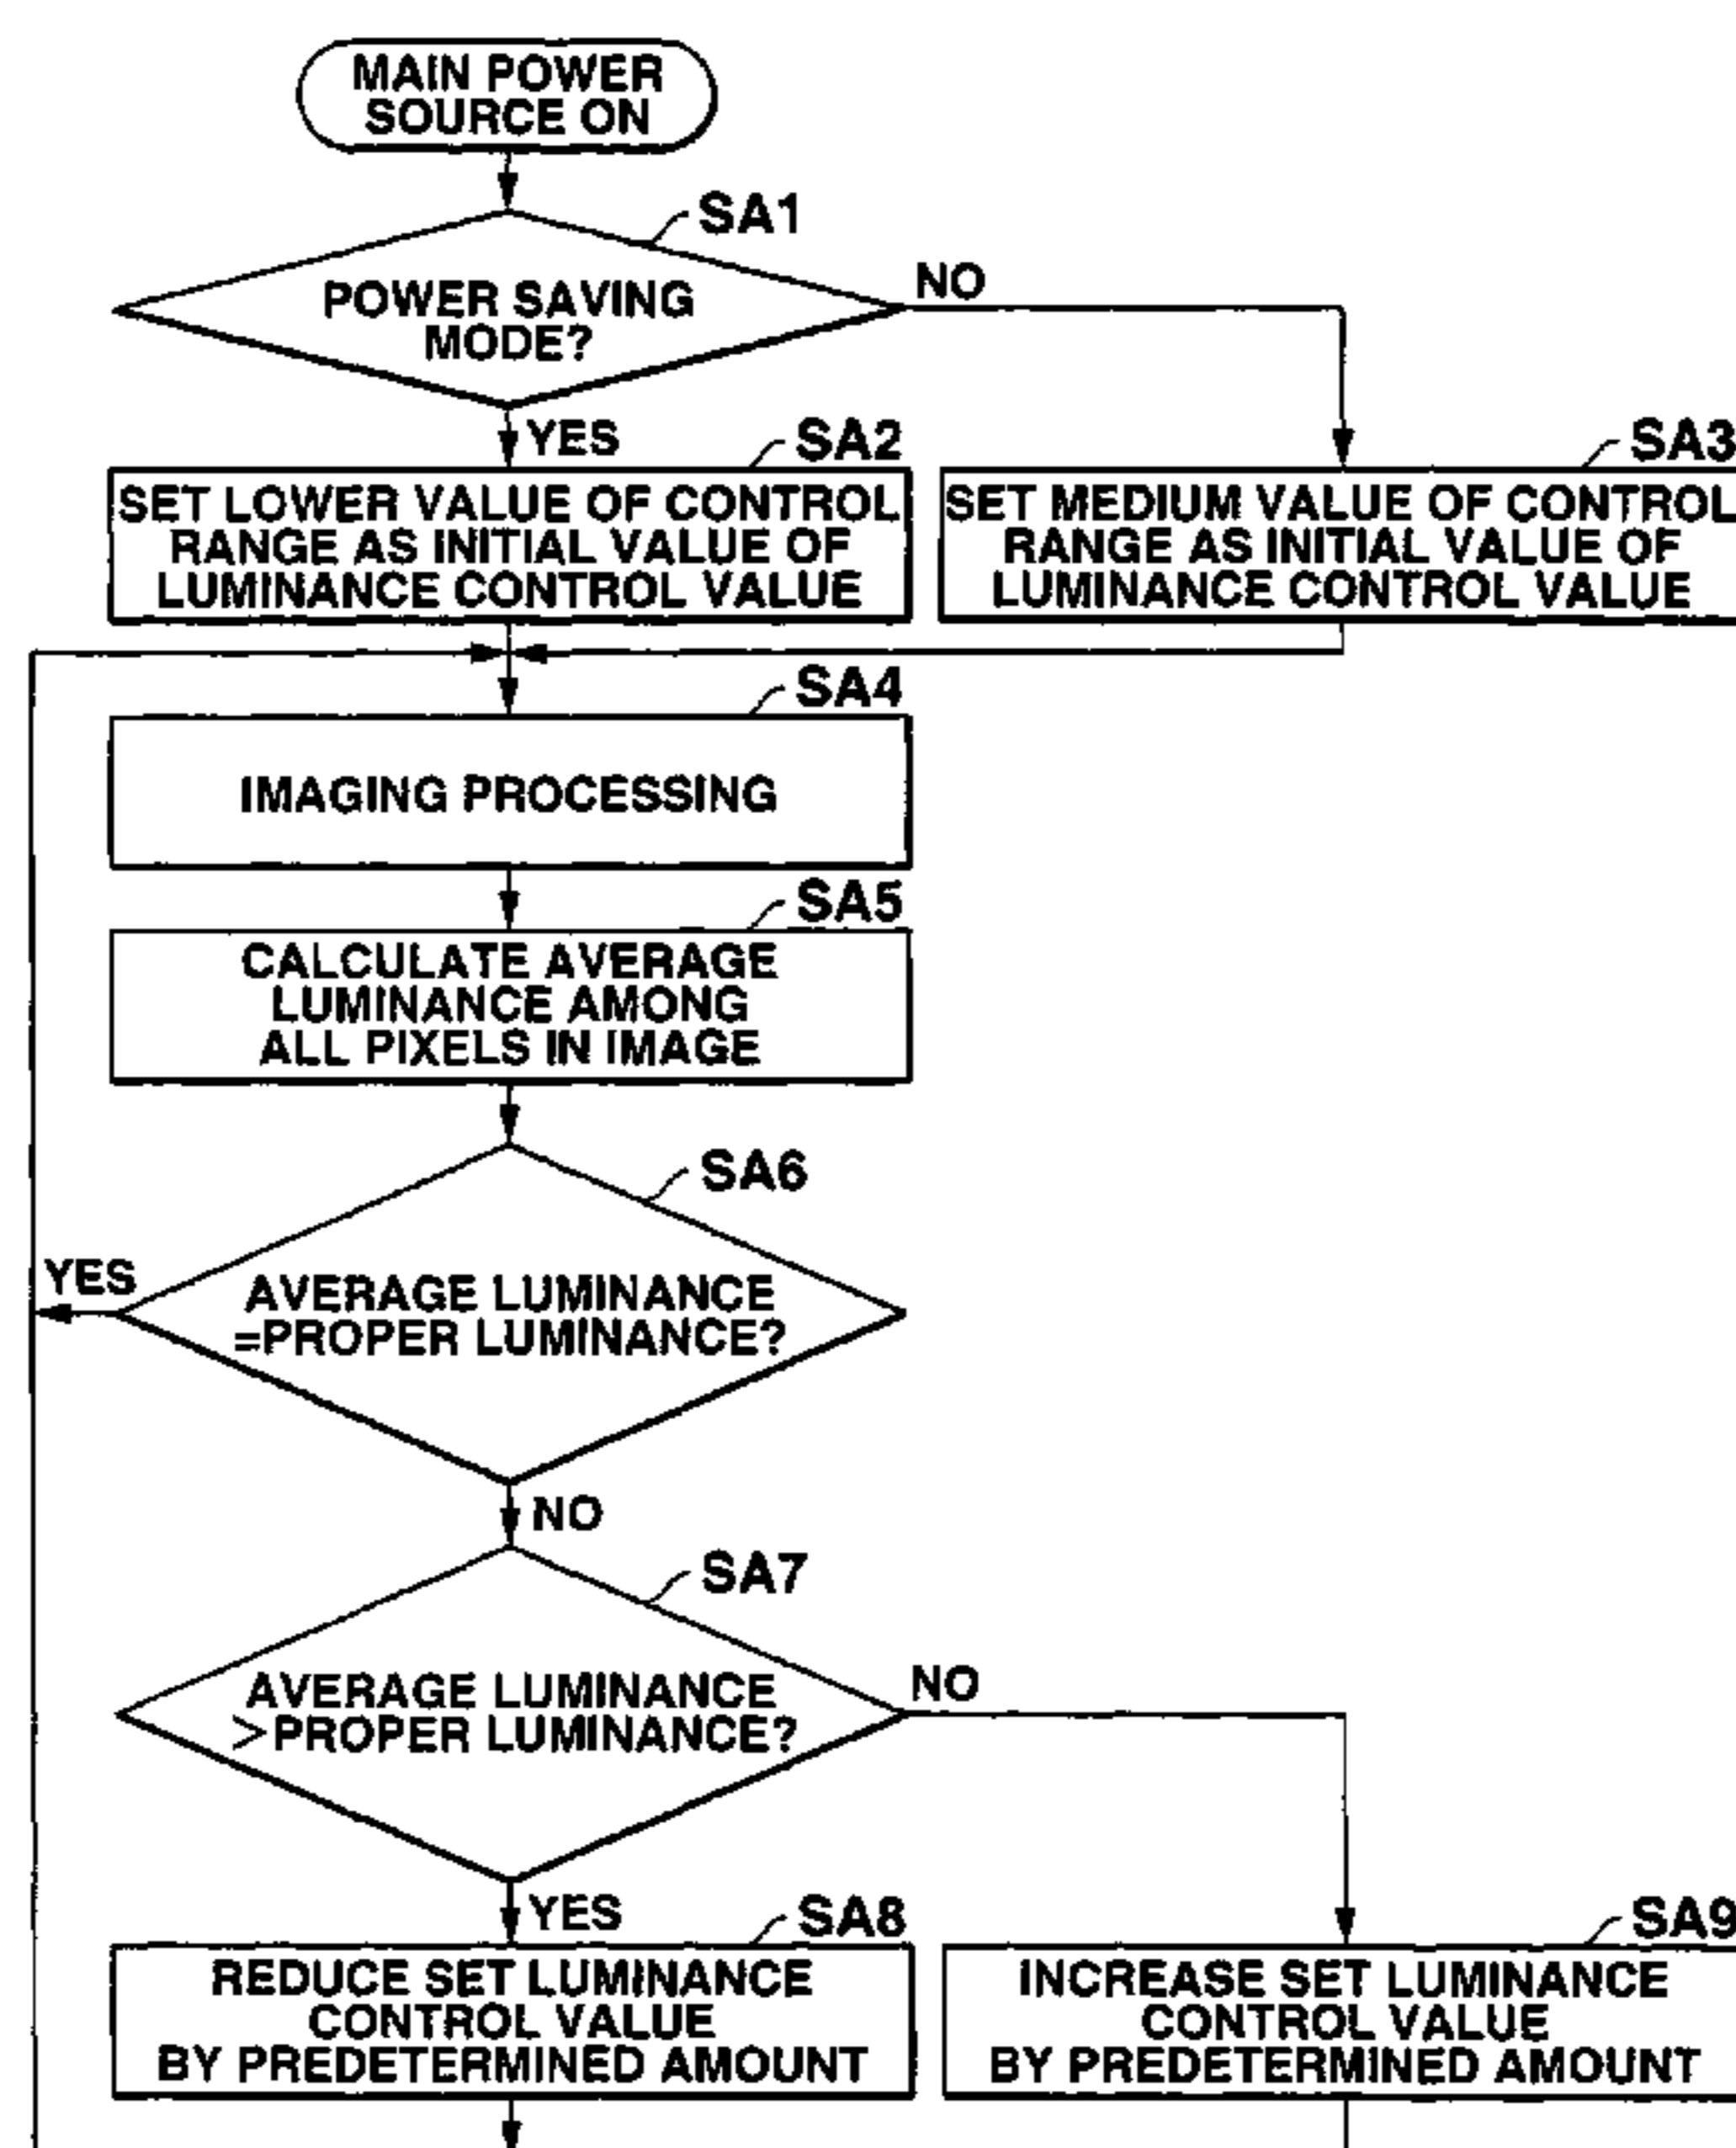 MAIN POWER
SOURCE ON
SA1
POWER SAVING
MODE?
NO
YES
SA2
SET LOWER VALUE OF CONTROL
RANGE AS INITIAL VALUE OF
LUMINANCE CONTROL VALUE
SA3
SET MEDIUM VALUE OF CONTROL
RANGE AS INITIAL VALUE OF
LUMINANCE CONTROL VALUE
SA4
IMAGING PROCESSING
SA5
CALCULATE AVERAGE
LUMINANCE AMONG
ALL PIXELS IN IMAGE
SA6
YES
AVERAGE LUMINANCE
=PROPER LUMINANCE?
NO
SA7
AVERAGE LUMINANCE
>PROPER LUMINANCE?
NO
YES
SA8
REDUCE SET LUMINANCE
CONTROL VALUE
BY PREDETERMINED AMOUNT
SA9
INCREASE SET LUMINANCE
CONTROL VALUE
BY PREDETERMINED AMOUNT